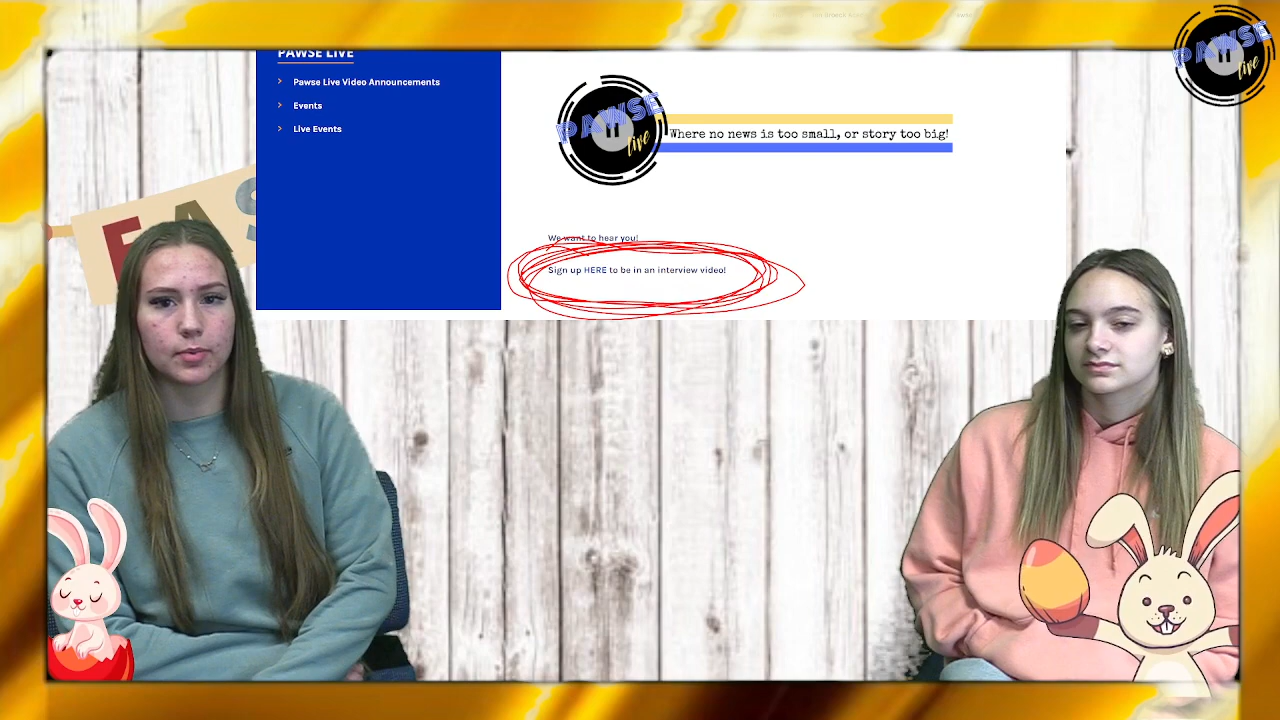 PAWSE live
PAWSE LIVE
Pawse Live Video Announcements
Events
Live Events
PAWSE live
Where no news is too small, or story too big!
We want to hear you!
Sign up HERE to be in an interview video!
EAS